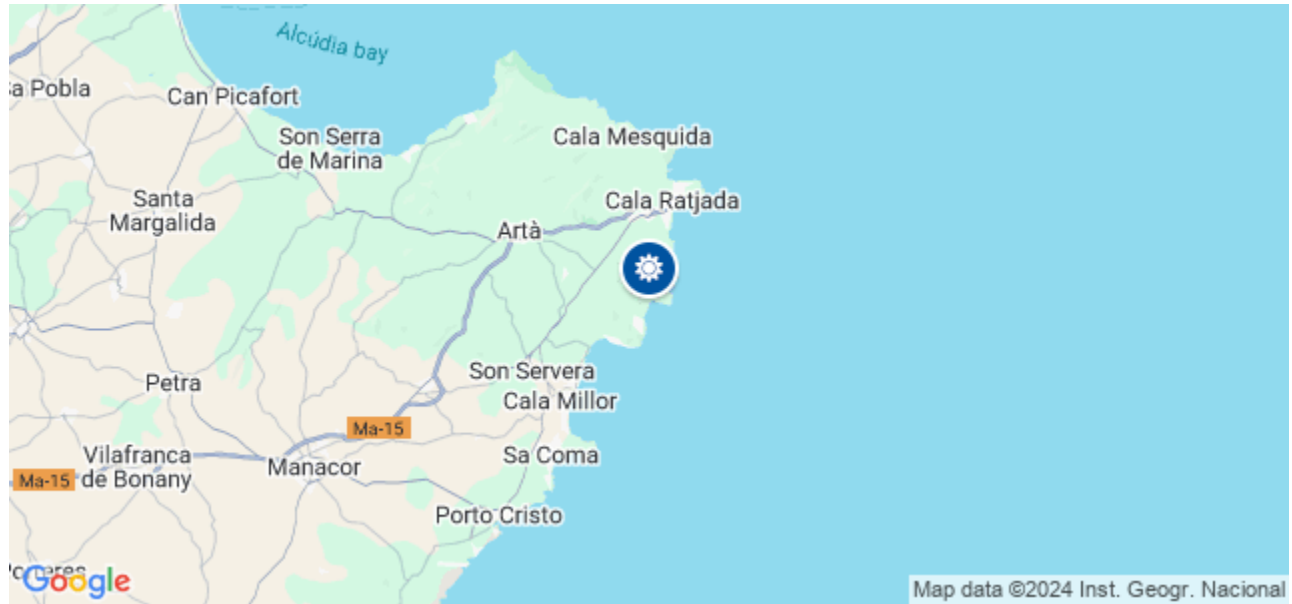 Alcúdia bay
a Pobla
Can Picafort
Son Serra
de Marina
Cala Mesquida
Santa
Margalida
Cala Ratjada
Artà
Son Servera
Petra
Cala Millor
Ma-15
Vilafranca
de Bonany
Manacor
Sa Coma
Ma-15
Porto Cristo
Google
Map data ©2024 Inst. Geogr. Nacional